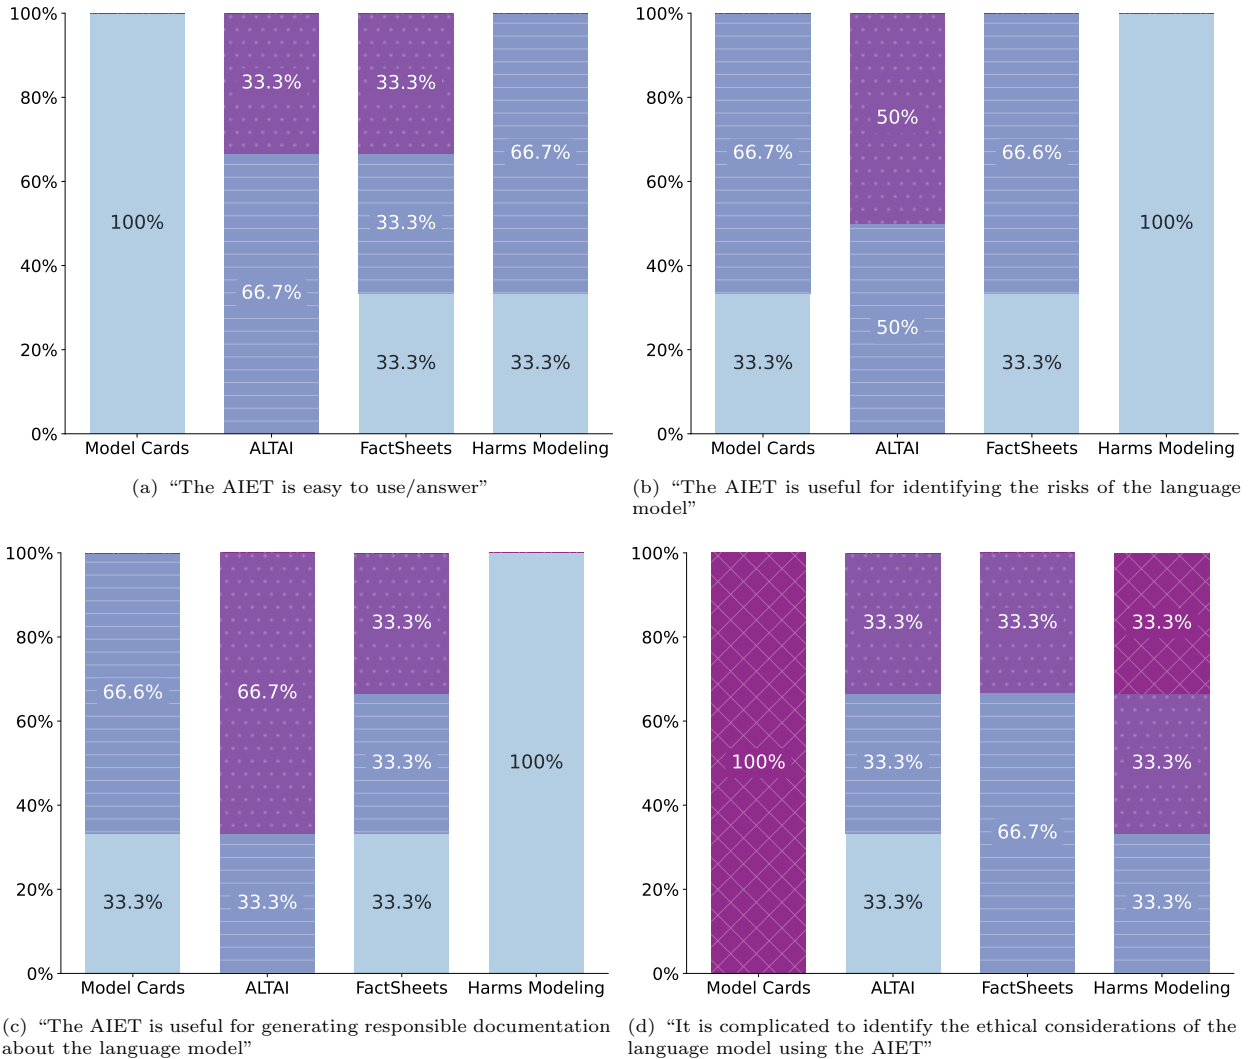 100%
80%
60%
40%
20%
0%
100%
33.3%
66.7%
33.3%
33.3%
33.3%
66.7%
33.3%
Model Cards
ALTAI
FactSheets
Harms Modeling
(a) “The AIET is easy to use/answer”
100%
80%
60%
40%
20%
0%
66.7%
33.3%
50%
50%
66.6%
33.3%
100%
Model Cards
ALTAI
FactSheets
Harms Modeling
(b) “The AIET is useful for identifying the risks of the language
model”
100%
80%
60%
40%
20%
0%
66.6%
33.3%
66.7%
33.3%
33.3%
33.3%
33.3%
100%
Model Cards
ALTAI
FactSheets
Harms Modeling
(c) “The AIET is useful for generating responsible documentation
about the language model”
100%
80%
60%
40%
20%
0%
100%
33.3%
33.3%
33.3%
33.3%
66.7%
33.3%
33.3%
33.3%
Model Cards
ALTAI
FactSheets
Harms Modeling
(d) “It is complicated to identify the ethical considerations of the
language model using the AIET”